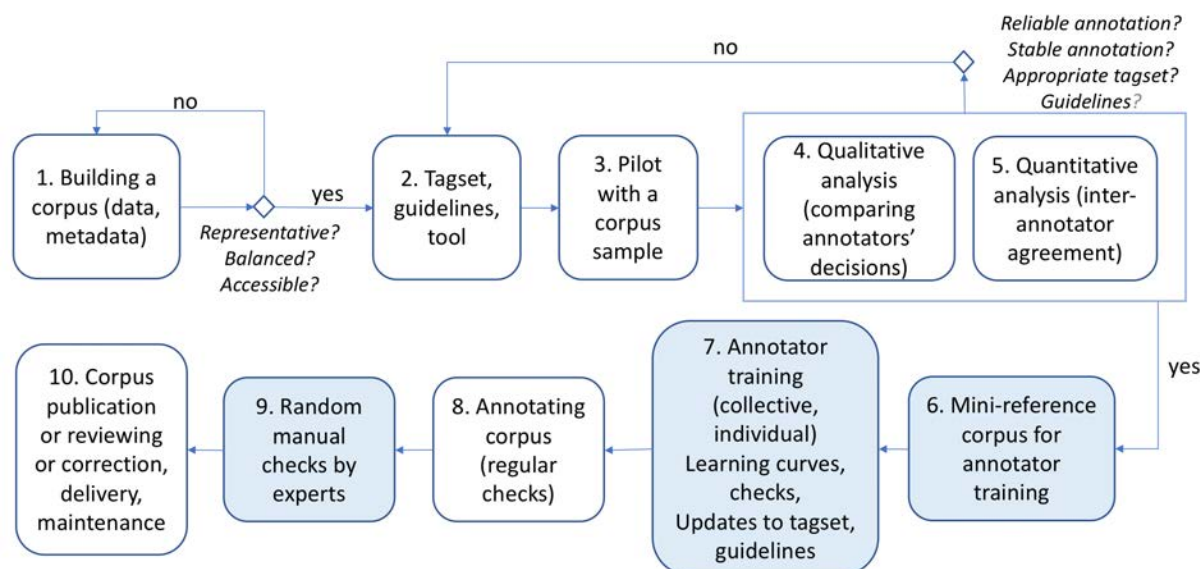 Reliable annotation?
Stable annotation?
Appropriate tagset?
Guidelines?
no
no
1. Building a
corpus (data,
metadata)
yes
Representative?
Balanced?
Accessible?
2. Tagset,
guidelines,
tool
3. Pilot
with a
corpus
sample
4. Qualitative
analysis
(comparing
annotators’
decisions)
5. Quantitative
analysis (inter-
annotator
agreement)
yes
6. Mini-reference
corpus for
annotator
training
7. Annotator
training
(collective,
individual)
Learning curves,
checks,
Updates to tagset,
guidelines
8. Annotating
corpus
(regular
checks)
9. Random
manual
checks by
experts
10. Corpus
publication
or reviewing
or correction,
delivery,
maintenance